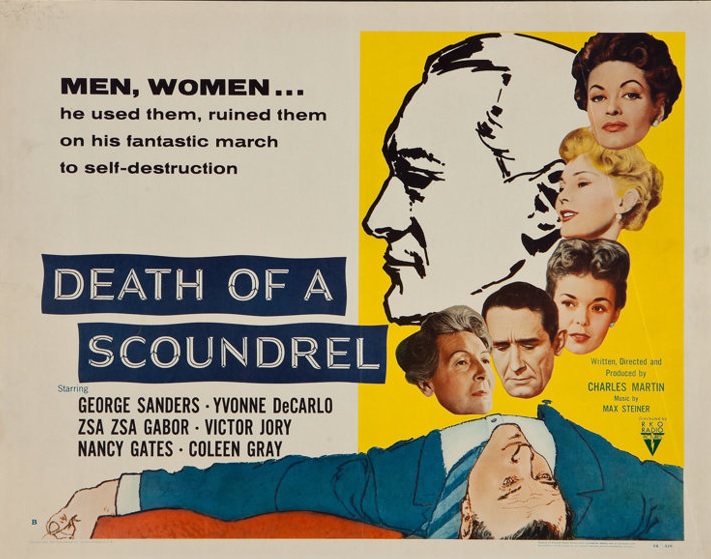 MEN, WOMEN...
he used them, ruined them
on his fantastic march
to self-destruction
DEATH OF A
SCOUNDREL
Starring
GEORGE SANDERS · YVONNE DeCARLO
ZSA ZSA GABOR · VICTOR JORY
NANCY GATES · COLEEN GRAY
Written, Directed and
Produced by
CHARLES MARTIN
Music by
MAX STEINER
RKO
RADIO
B